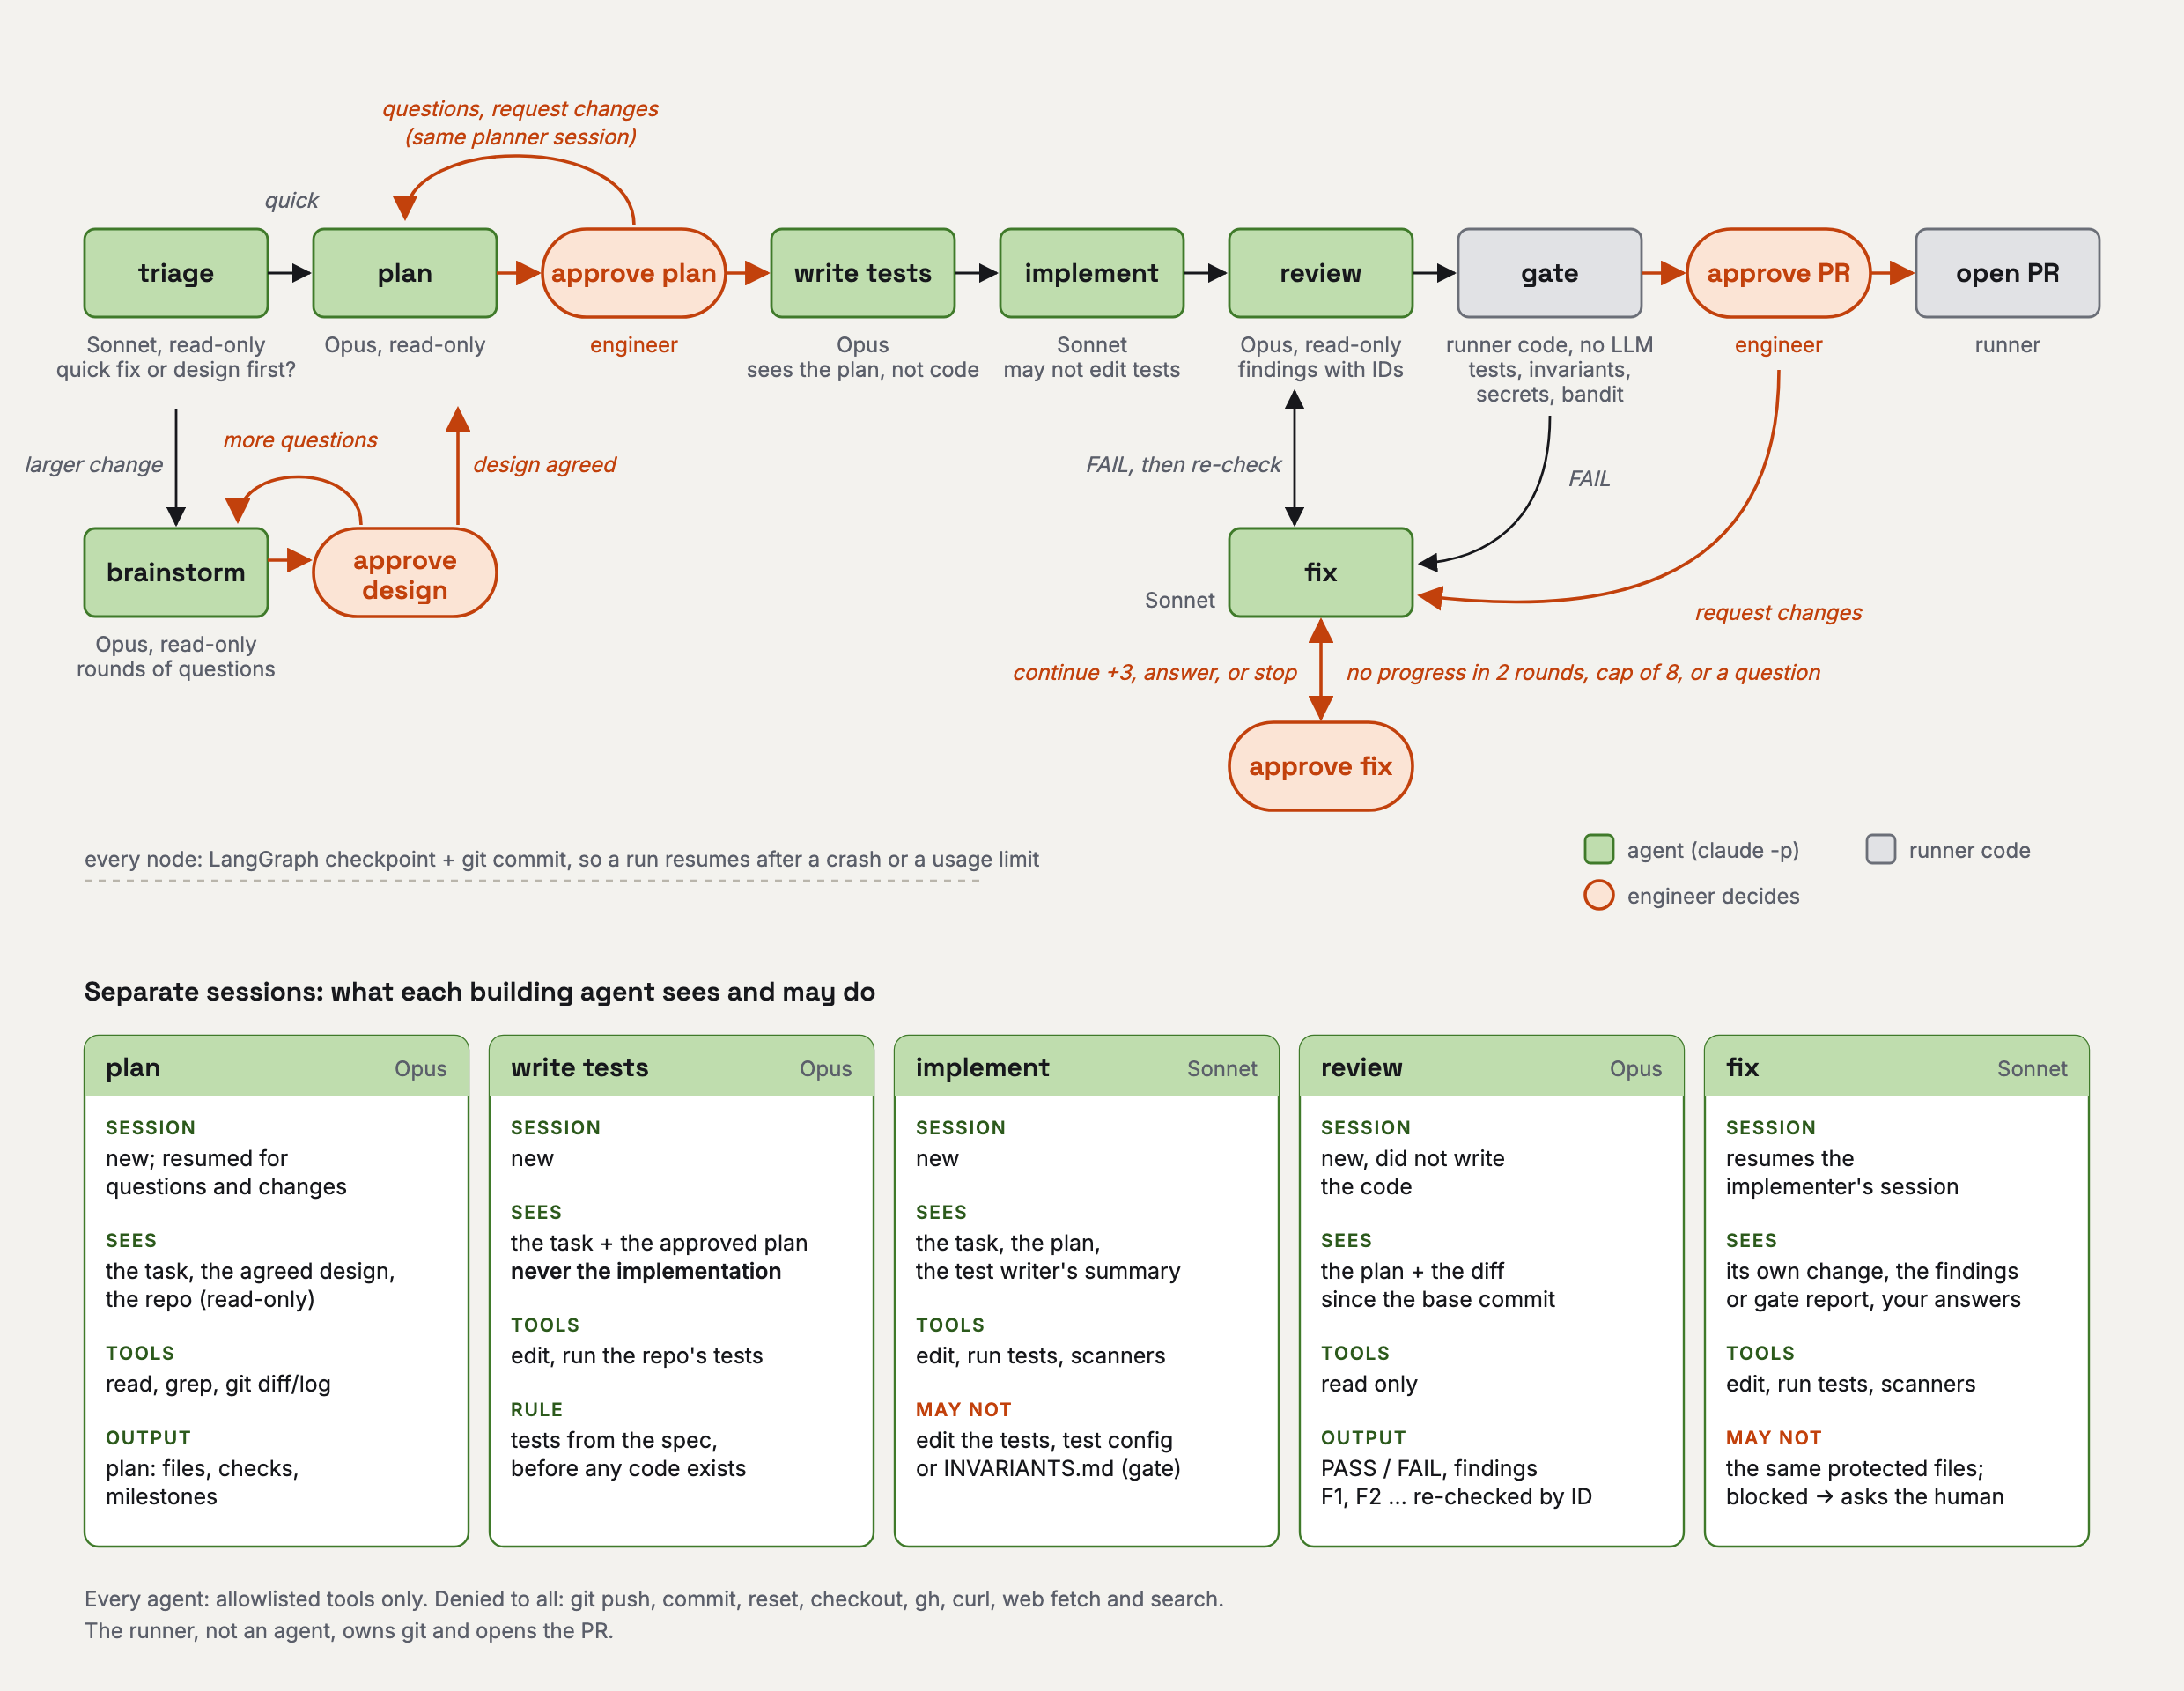 questions, request changes
(same planner session)
quick
triage
plan
approve plan
write tests
implement
review
gate
approve PR
open PR
Sonnet, read-only
quick fix or design first?
Opus, read-only
engineer
Opus
sees the plan, not code
Sonnet
may not edit tests
Opus, read-only
findings with IDs
runner code, no LLM
tests, invariants,
secrets, bandit
engineer
runner
larger change
more questions
design agreed
FAIL, then re-check
FAIL
brainstorm
approve
design
fix
Sonnet
request changes
Opus, read-only
rounds of questions
continue +3, answer, or stop
no progress in 2 rounds, cap of 8, or a question
approve fix
every node: LangGraph checkpoint + git commit, so a run resumes after a crash or a usage limit
agent (claude -p)
runner code
engineer decides
Separate sessions: what each building agent sees and may do
plan
Opus
SESSION
new; resumed for
questions and changes
SEES
the task, the agreed design,
the repo (read-only)
TOOLS
read, grep, git diff/log
OUTPUT
plan: files, checks,
milestones
write tests
Opus
SESSION
new
SEES
the task + the approved plan
never the implementation
TOOLS
edit, run the repo's tests
RULE
tests from the spec,
before any code exists
implement
Sonnet
SESSION
new
SEES
the task, the plan,
the test writer's summary
TOOLS
edit, run tests, scanners
MAY NOT
edit the tests, test config
or INVARIANTS.md (gate)
review
Opus
SESSION
new, did not write
the code
SEES
the plan + the diff
since the base commit
TOOLS
read only
OUTPUT
PASS / FAIL, findings
F1, F2 ... re-checked by ID
fix
Sonnet
SESSION
resumes the
implementer's session
SEES
its own change, the findings
or gate report, your answers
TOOLS
edit, run tests, scanners
MAY NOT
the same protected files;
blocked → asks the human
Every agent: allowlisted tools only. Denied to all: git push, commit, reset, checkout, gh, curl, web fetch and search.
The runner, not an agent, owns git and opens the PR.